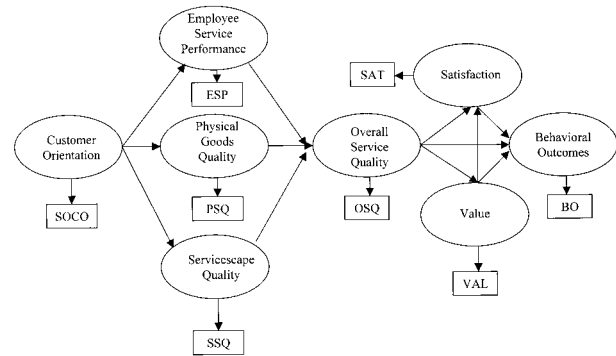 Employee
Service
Performance
ESP
Customer
Orientation
SOCO
Physical
Goods
Quality
PSQ
Servicescape
Quality
SSQ
Overall
Service
Quality
OSQ
SAT
Satisfaction
Value
VAL
Behavioral
Outcomes
BO